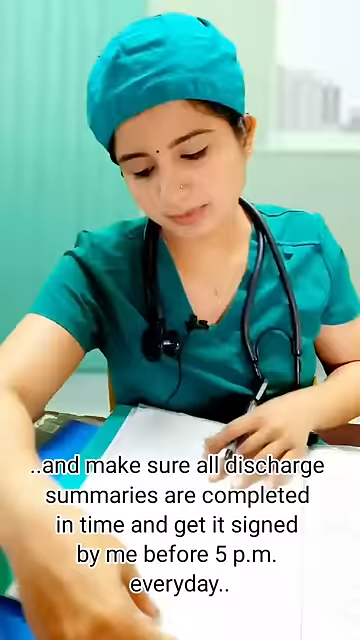 ..and make sure all discharge
summaries are completed
in time and get it signed
by me before 5 p.m.
everyday..